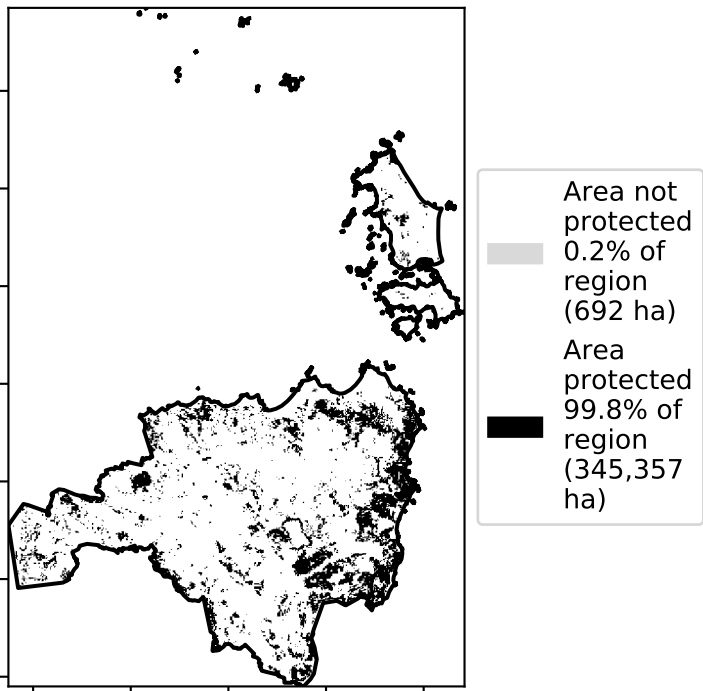 Area not
protected
0.2% of
region
(692 ha)
Area
protected
99.8% of
region
(345,357
ha)